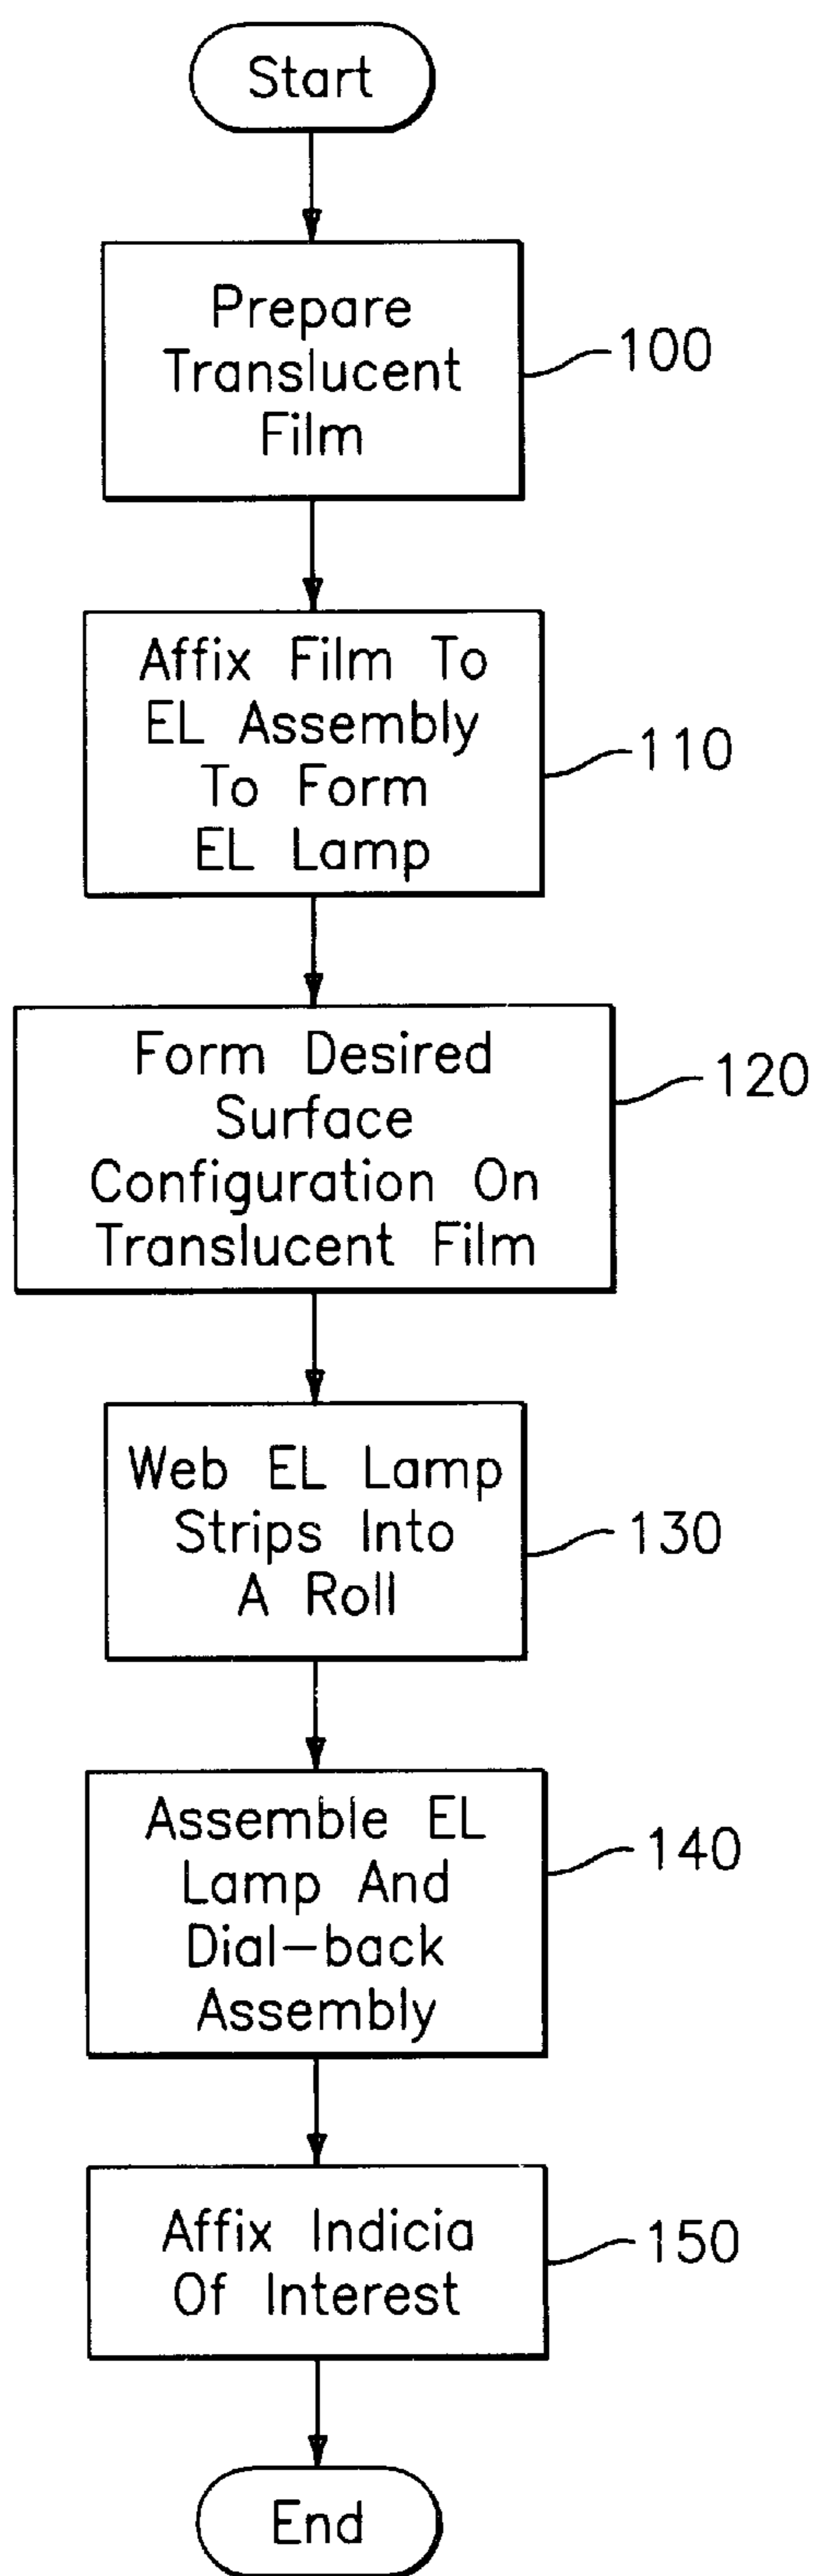 Start
Prepare
Translucent
Film
100
Affix Film To
EL Assembly
To Form
EL Lamp
110
Form Desired
Surface
Configuration On
Translucent Film
120
Web EL Lamp
Strips Into
A Roll
130
Assemble EL
Lamp And
Dial-back
Assembly
140
Affix Indicia
Of Interest
150
End